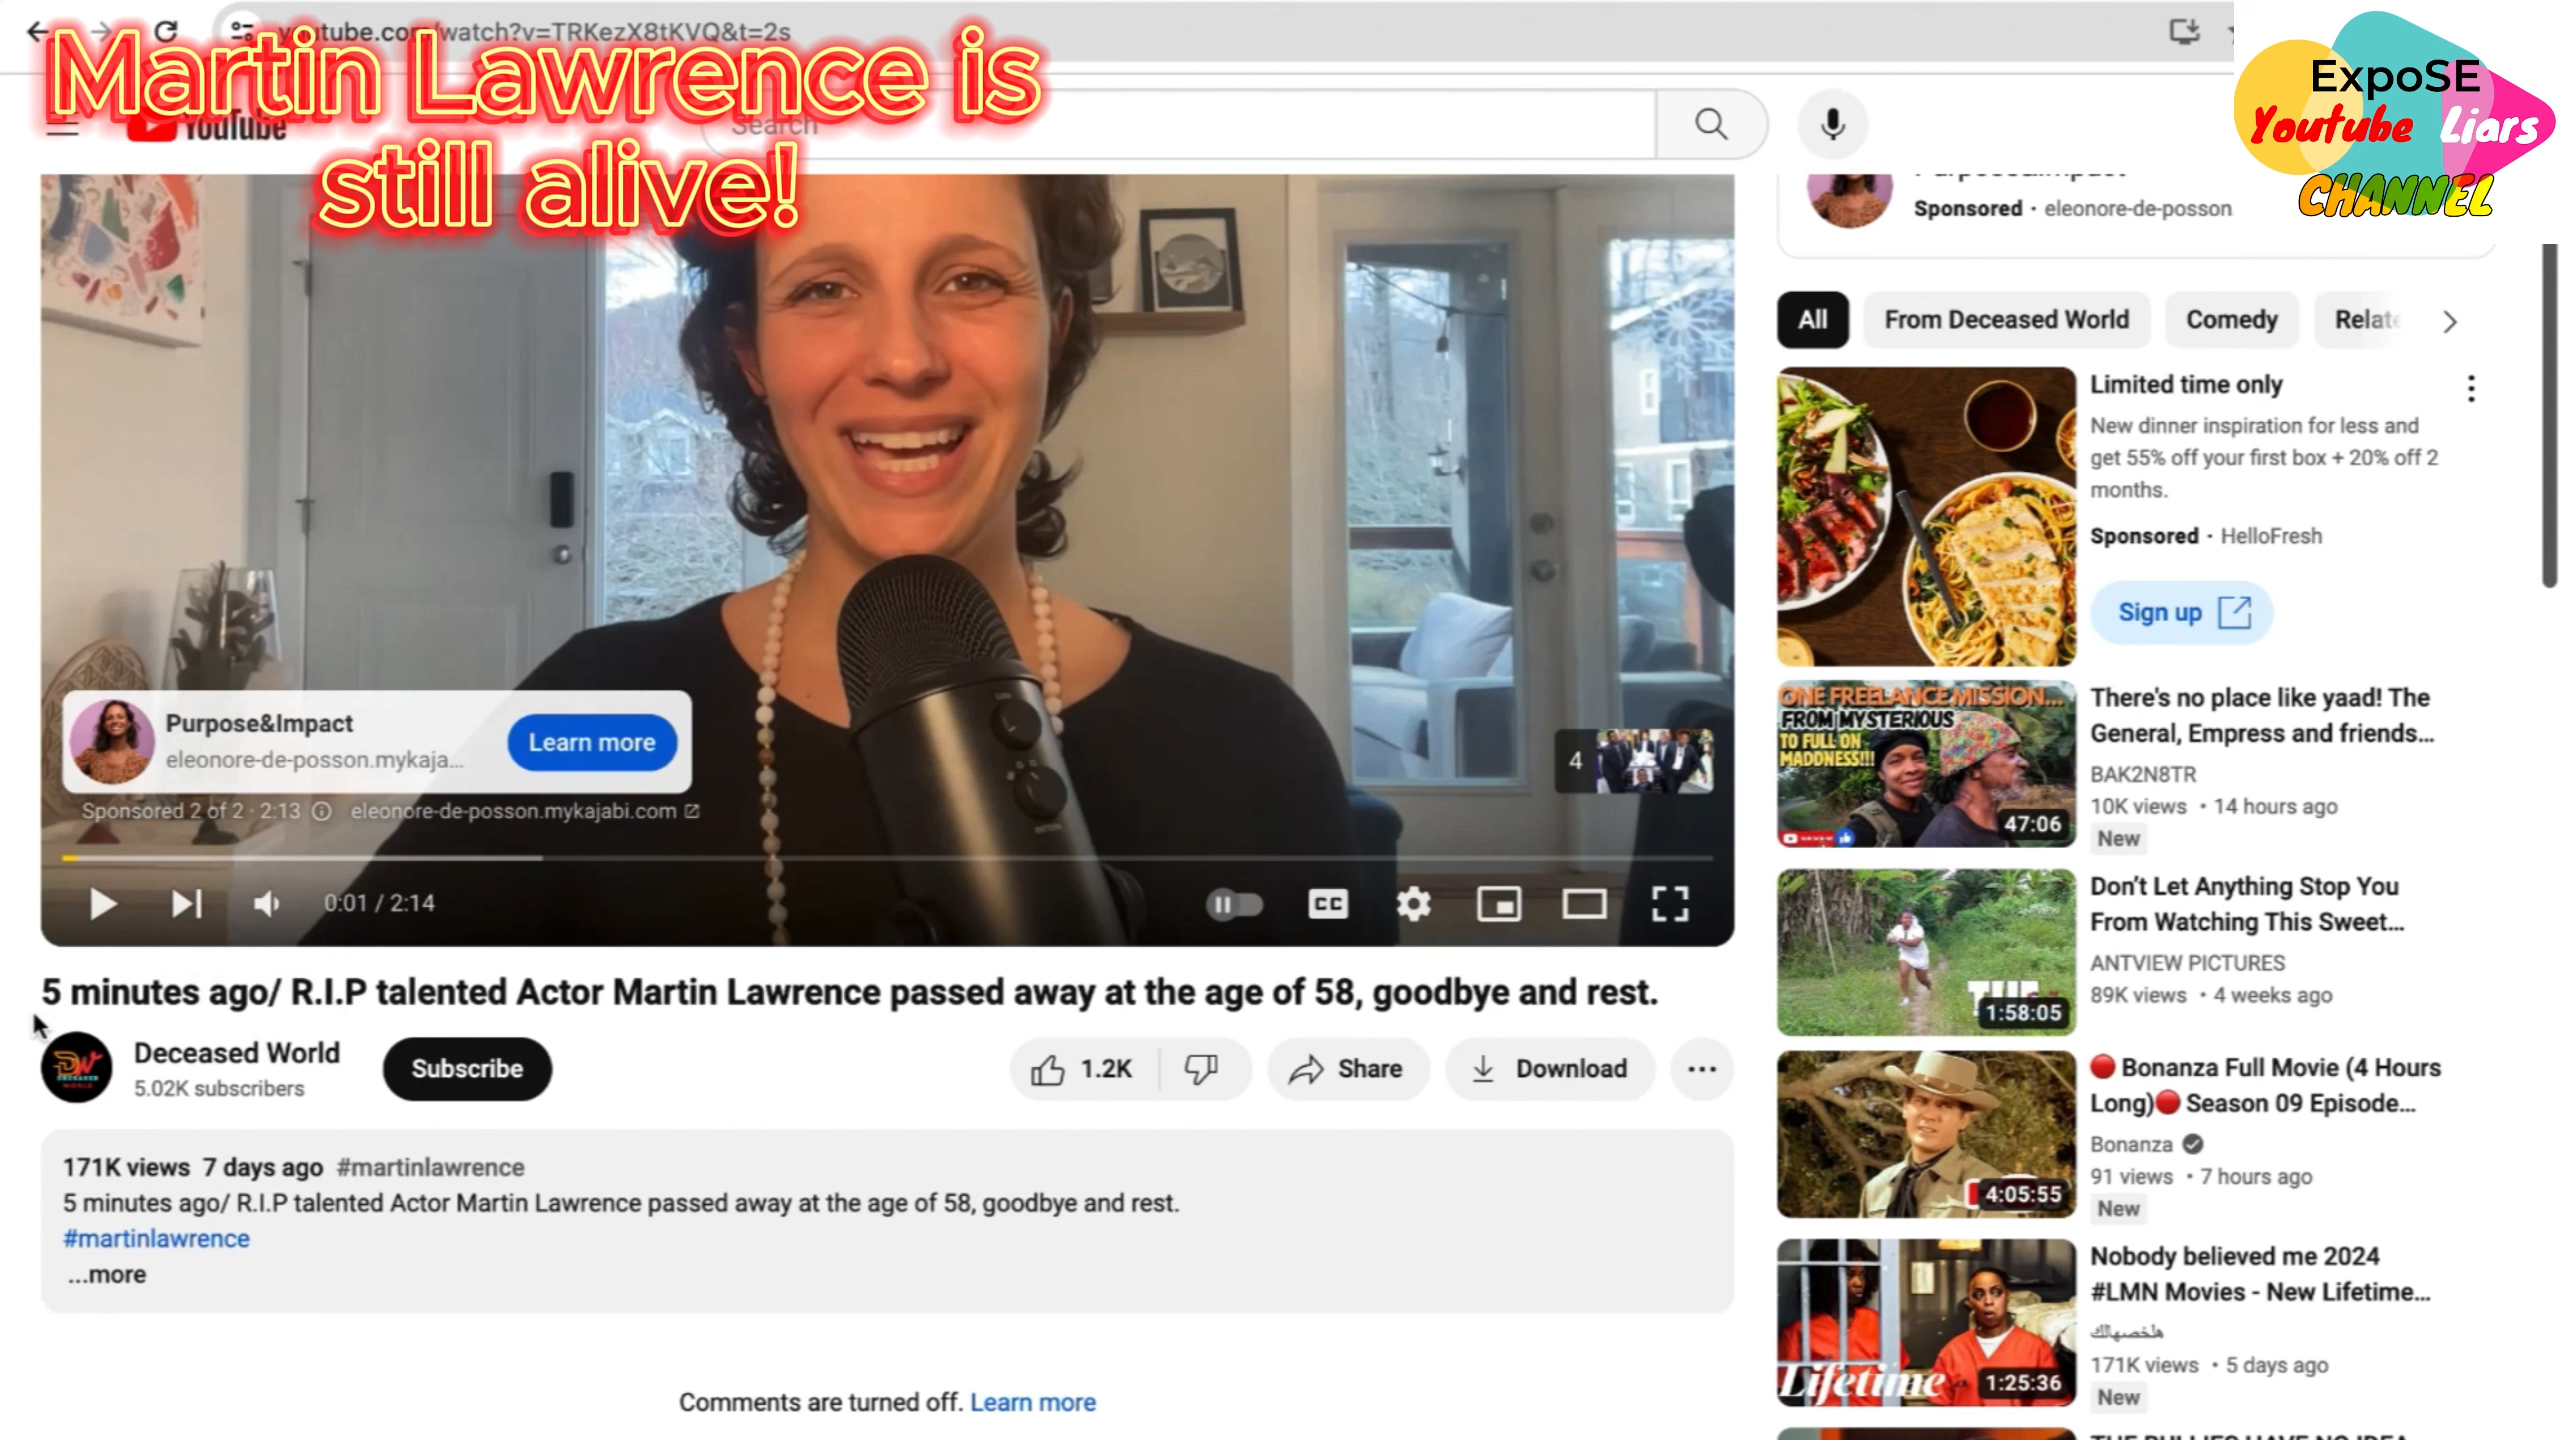 Martin Lawrence is
still alive!
ExpoSE
Youtube Liars
CHANNEL
youtube.com/watch?v=TRKezX8tKVQ&t=2s
YouTube
Search
Sponsored · eleonore-de-posson.
All
From Deceased World
Comedy
Limited time only
New dinner inspiration for less and
get 55% off your first box + 20% off 2
months.
Sponsored · HelloFresh
Sign up
Purpose&Impact
eleonore-de-posson.mykaja...
Learn more
Sponsored 2 of 2 · 2:13
eleonore-de-posson.mykajabi.com
4
0:01 / 2:14
CC
5 minutes ago/ R.I.P talented Actor Martin Lawrence passed away at the age of 58, goodbye and rest.
DW
DECEASED
WORLD
Deceased World
5.02K subscribers
Subscribe
1.2K
Share
Download
171K views 7 days ago #martinlawrence
5 minutes ago/ R.I.P talented Actor Martin Lawrence passed away at the age of 58, goodbye and rest.
#martinlawrence
...more
Comments are turned off. Learn more
ONE FREELANCE MISSION...
FROM MYSTERIOUS
TO FULL ON
MADDNESS!!!
47:06
There's no place like yaad! The
General, Empress and friends...
BAK2N8TR
10K views • 14 hours ago
New
1:58:05
Don't Let Anything Stop You
From Watching This Sweet...
ANTVIEW PICTURES
89K views • 4 weeks ago
4:05:55
🔴 Bonanza Full Movie (4 Hours
Long)🔴 Season 09 Episode...
Bonanza
91 views • 7 hours ago
New
Lifetime
1:25:36
Nobody believed me 2024
#LMN Movies - New Lifetime...
171K views • 5 days ago
New